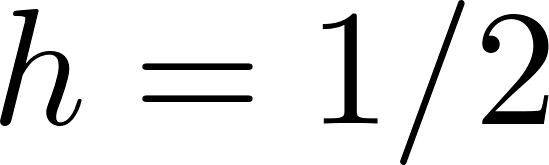 h = 1/2